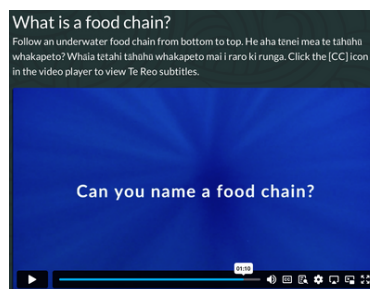 What is a food chain?
Follow an underwater food chain from bottom to top. He aha tēnei mea te tāhūhū
whakapeto? Whāia tētahi tāhūhū whakapeto mai i raro ki runga. Click the [CC] icon
in the video player to view Te Reo subtitles.
Can you name a food chain?
01:10